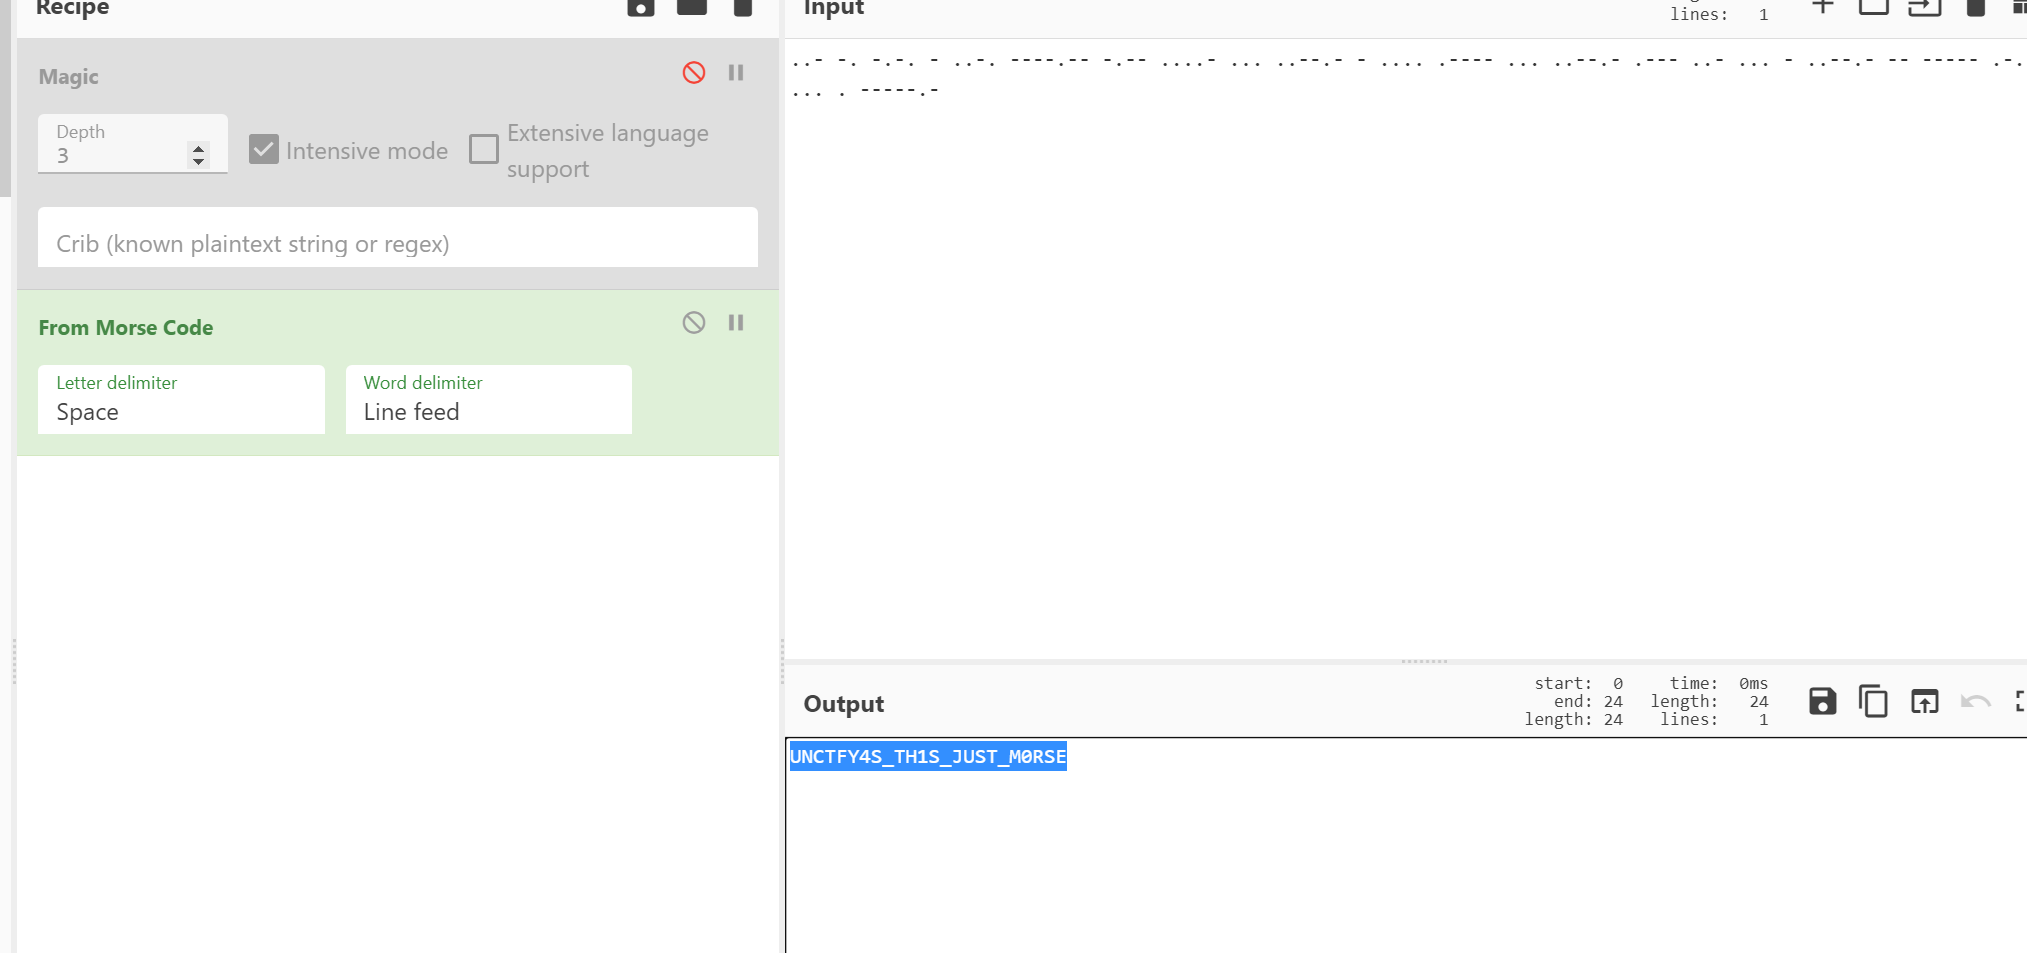 Recipe
Magic
Depth
3
Intensive mode
Extensive language
support
Crib (known plaintext string or regex)
From Morse Code
Letter delimiter
Space
Word delimiter
Line feed
Input
lines: 1
..- -. -.-. - ..-. ----.-- -.-- ....- ... ..--.- - .... .---- ... ..--.- .--- ..- ... - ..--.- -- ----- .-.
... . -----.-
Output
start: 0 time: 0ms
end: 24 length: 24
length: 24 lines: 1
UNCTFY4S_TH1S_JUST_M0RSE